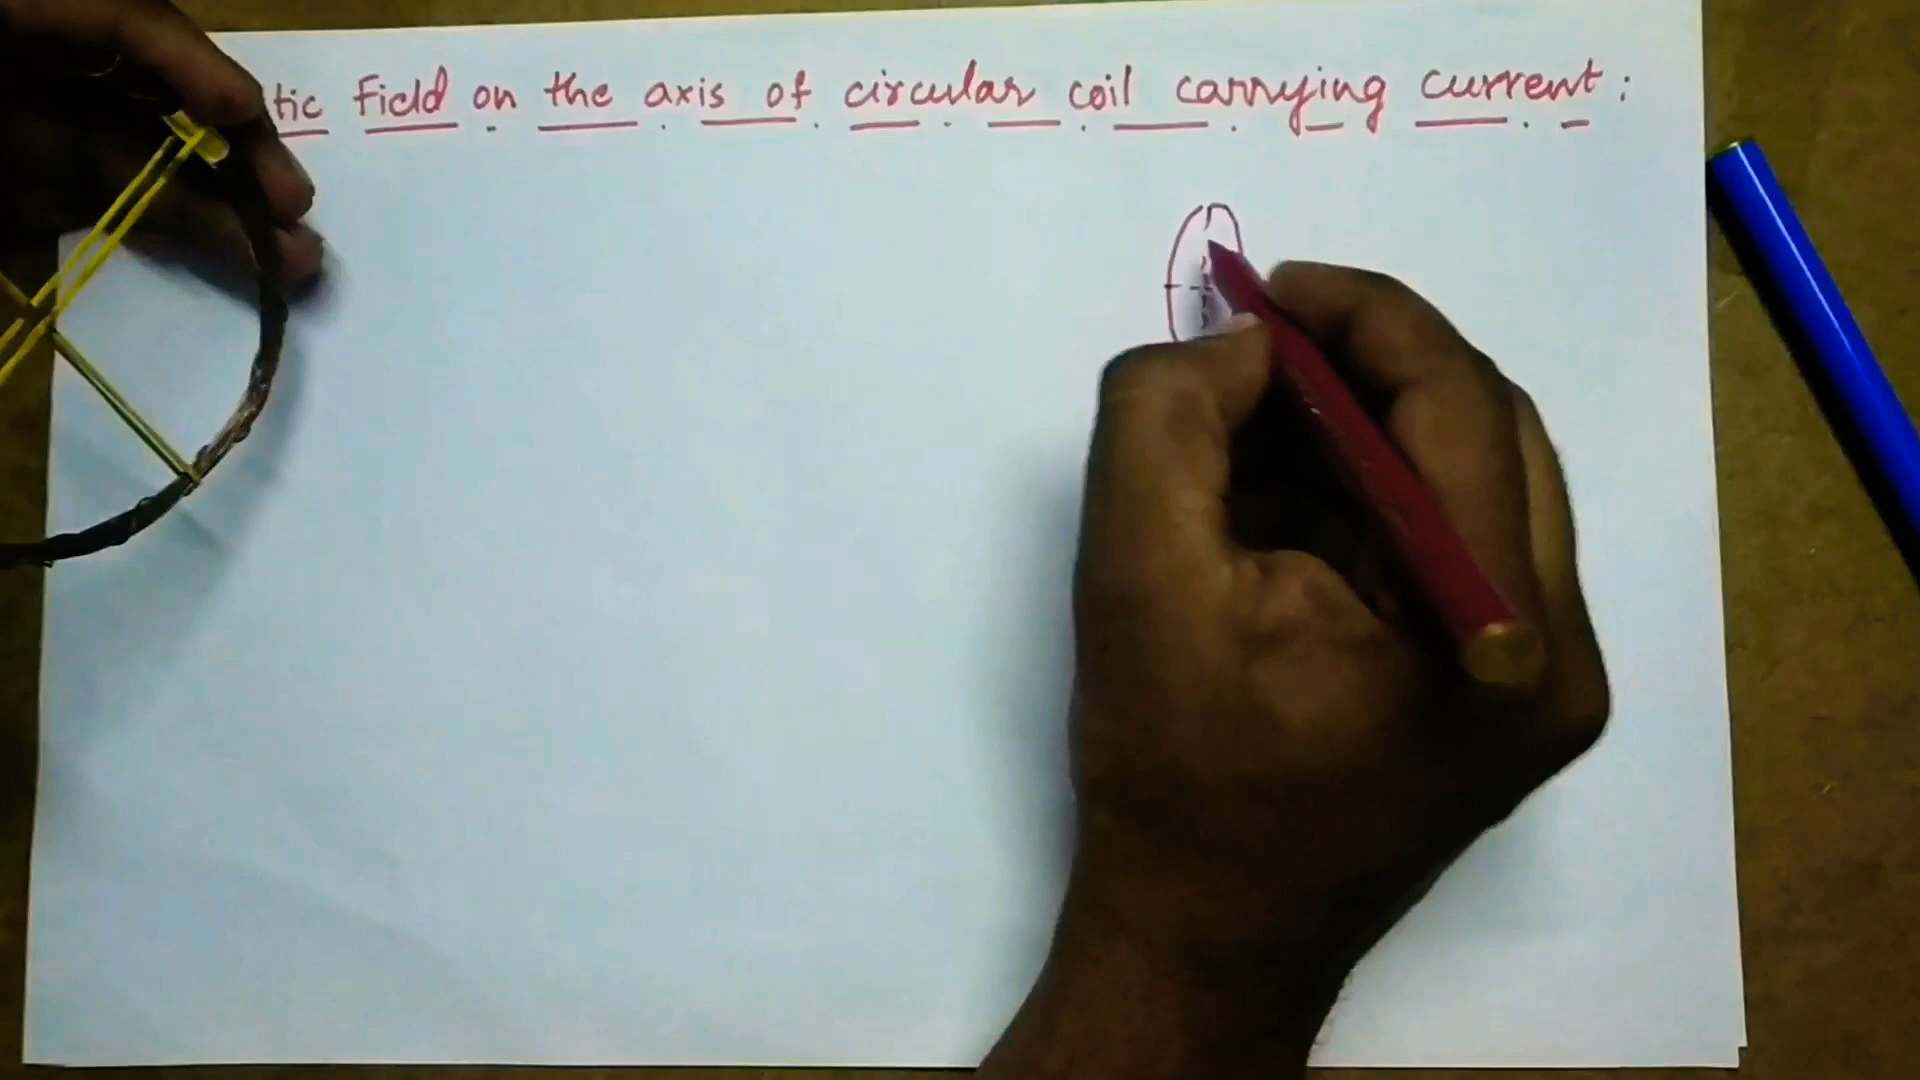 tic Field on the axis of circular coil carrying current: